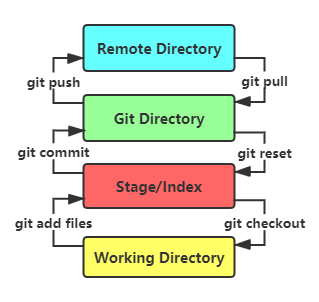 Remote Directory
git push
git pull
Git Directory
git commit
git reset
Stage/Index
git add files
git checkout
Working Directory